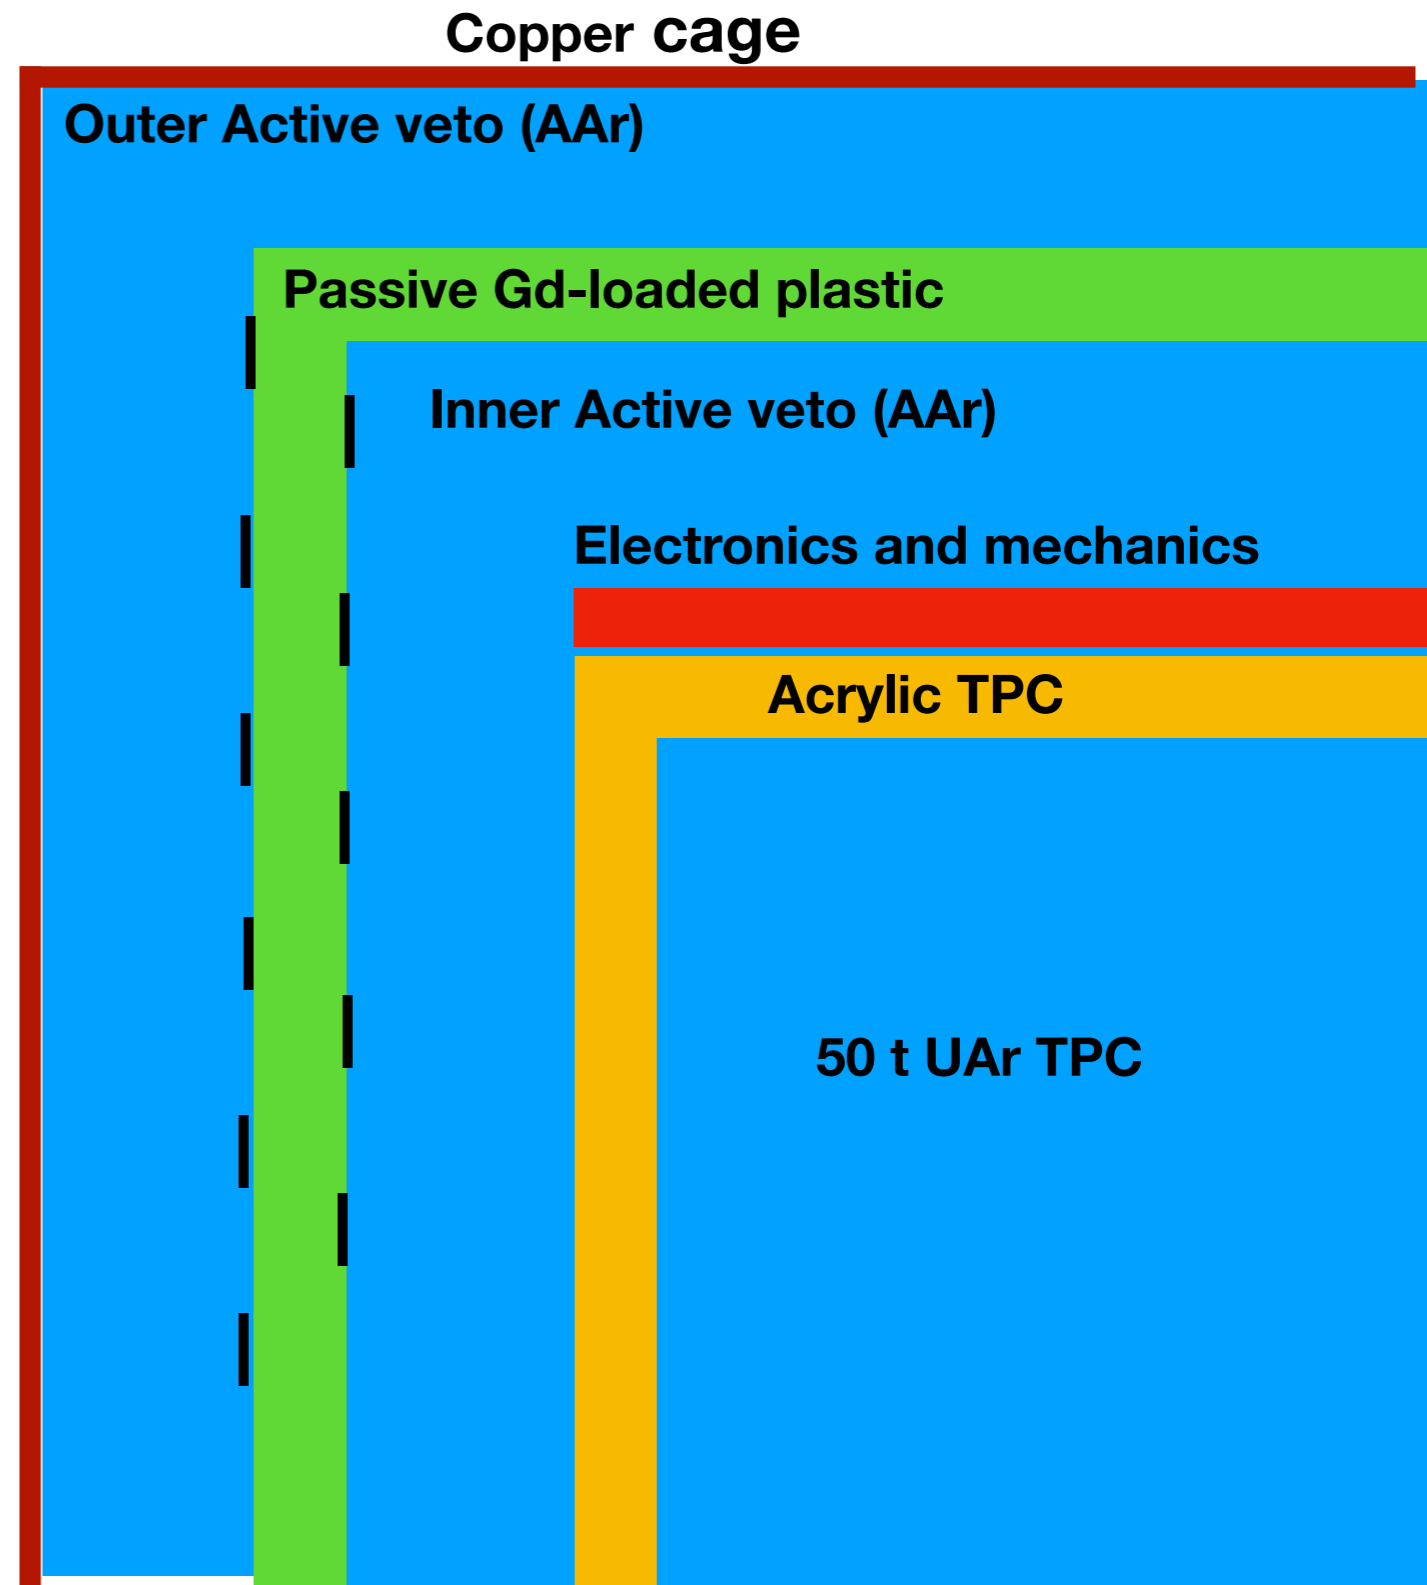 Copper cage
Outer Active veto (AAr)
Passive Gd-loaded plastic
Inner Active veto (AAr)
Electronics and mechanics
Acrylic TPC
50 t UAr TPC